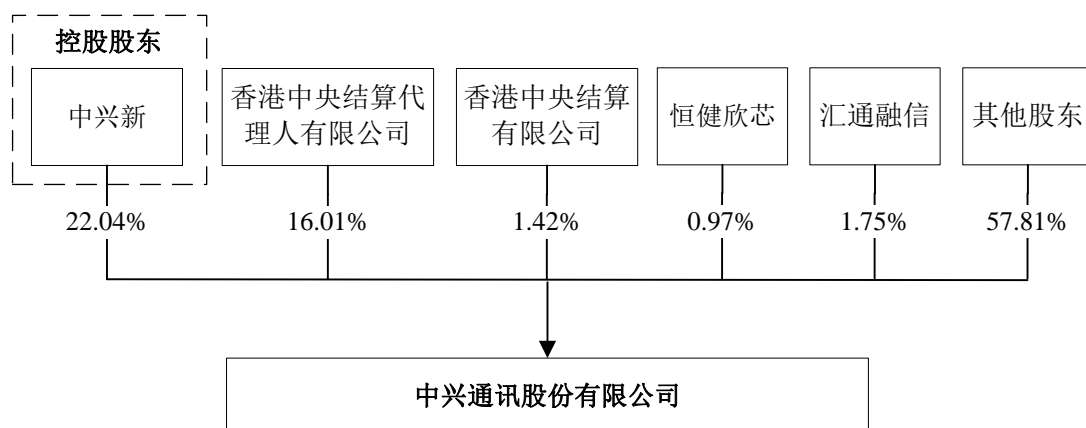 控股股东
中兴新
香港中央结算代
理人有限公司
香港中央结算
有限公司
恒健欣芯
汇通融信
其他股东
22.04%
16.01%
1.42%
0.97%
1.75%
57.81%
中兴通讯股份有限公司